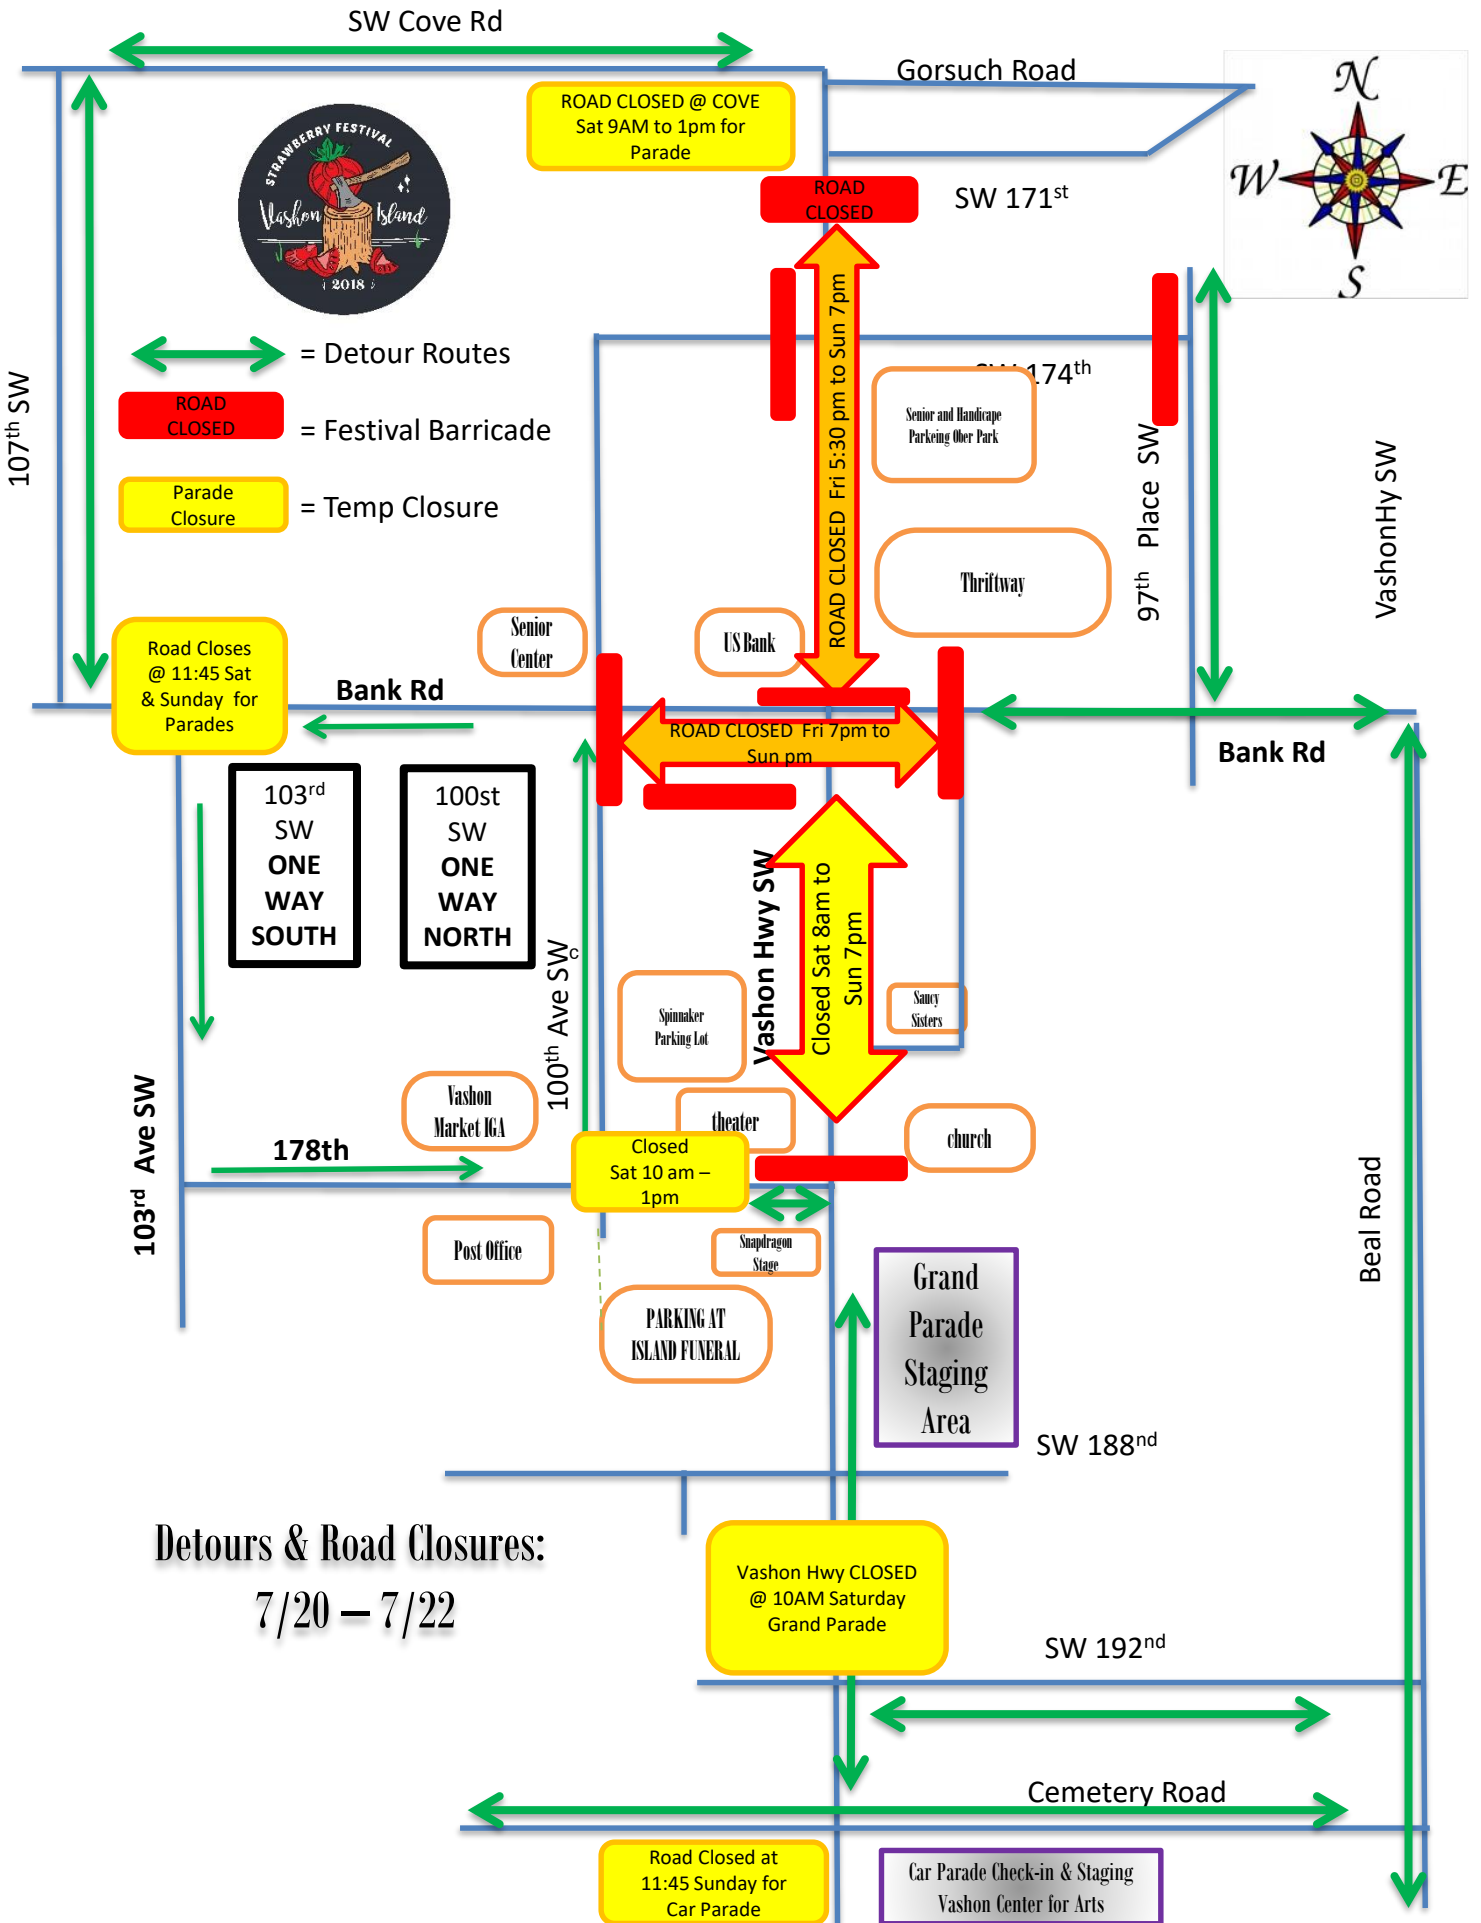 SW Cove Rd
Gorsuch Road
ROAD CLOSED @ COVE
Sat 9AM to 1pm for
Parade
N
W
E
S
STRAWBERRY FESTIVAL
Vashon Island
2018
ROAD
CLOSED
SW 171st
= Detour Routes
ROAD
CLOSED
= Festival Barricade
Parade
Closure
= Temp Closure
107th SW
ROAD CLOSED Fri 5:30 pm to Sun 7pm
SW 174th
Senior and Handicape
Parkeing Ober Park
Thriftway
97th Place SW
VashonHy SW
Senior
Center
US Bank
Road Closes
@ 11:45 Sat
& Sunday for
Parades
Bank Rd
ROAD CLOSED Fri 7pm to
Sun pm
Bank Rd
103rd
SW
ONE
WAY
SOUTH
100st
SW
ONE
WAY
NORTH
100th Ave SW
c
Vashon Hwy SW
Closed Sat 8am to
Sun 7pm
Spinnaker
Parking Lot
Saucy
Sisters
Vashon
Market IGA
theater
church
103rd Ave SW
178th
Closed
Sat 10 am –
1pm
Post Office
Snapdragon
Stage
PARKING AT
ISLAND FUNERAL
Grand
Parade
Staging
Area
Beal Road
SW 188nd
Detours & Road Closures:
7/20 – 7/22
Vashon Hwy CLOSED
@ 10AM Saturday
Grand Parade
SW 192nd
Cemetery Road
Road Closed at
11:45 Sunday for
Car Parade
Car Parade Check-in & Staging
Vashon Center for Arts